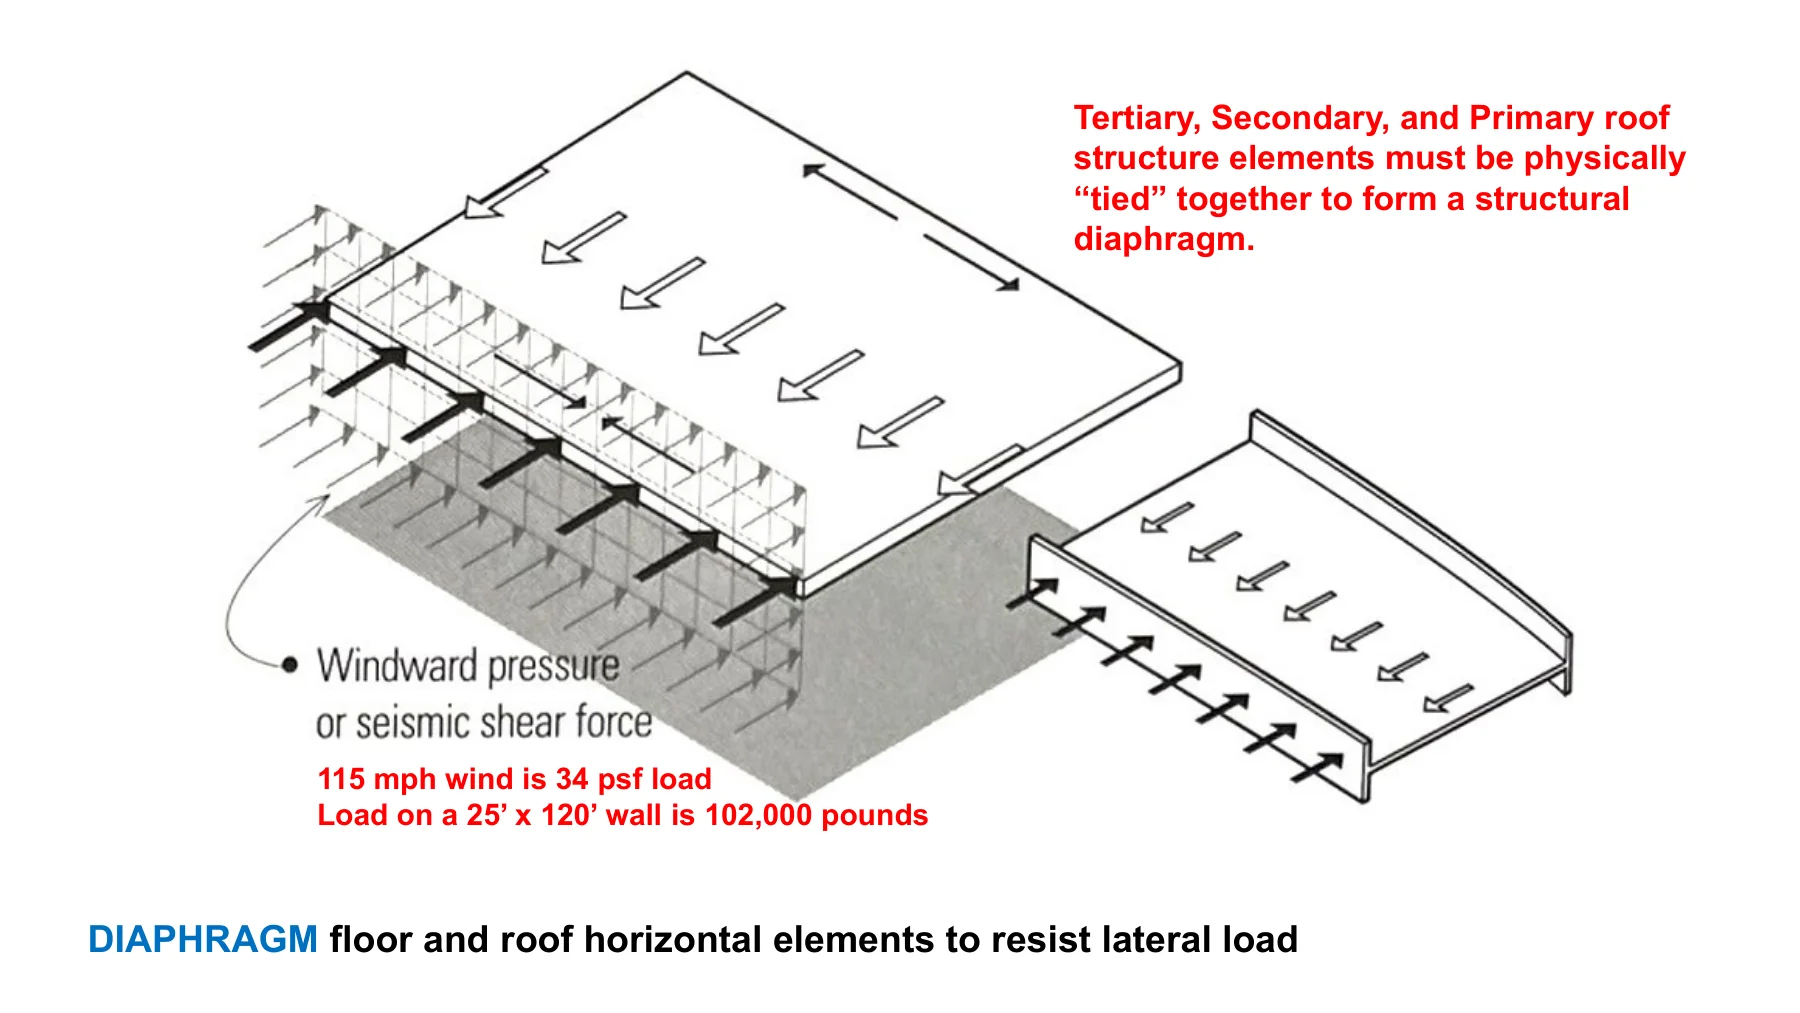 Tertiary, Secondary, and Primary roof
structure elements must be physically
“tied” together to form a structural
diaphragm.
Windward pressure
or seismic shear force
115 mph wind is 34 psf load
Load on a 25’ x 120’ wall is 102,000 pounds
DIAPHRAGM floor and roof horizontal elements to resist lateral load